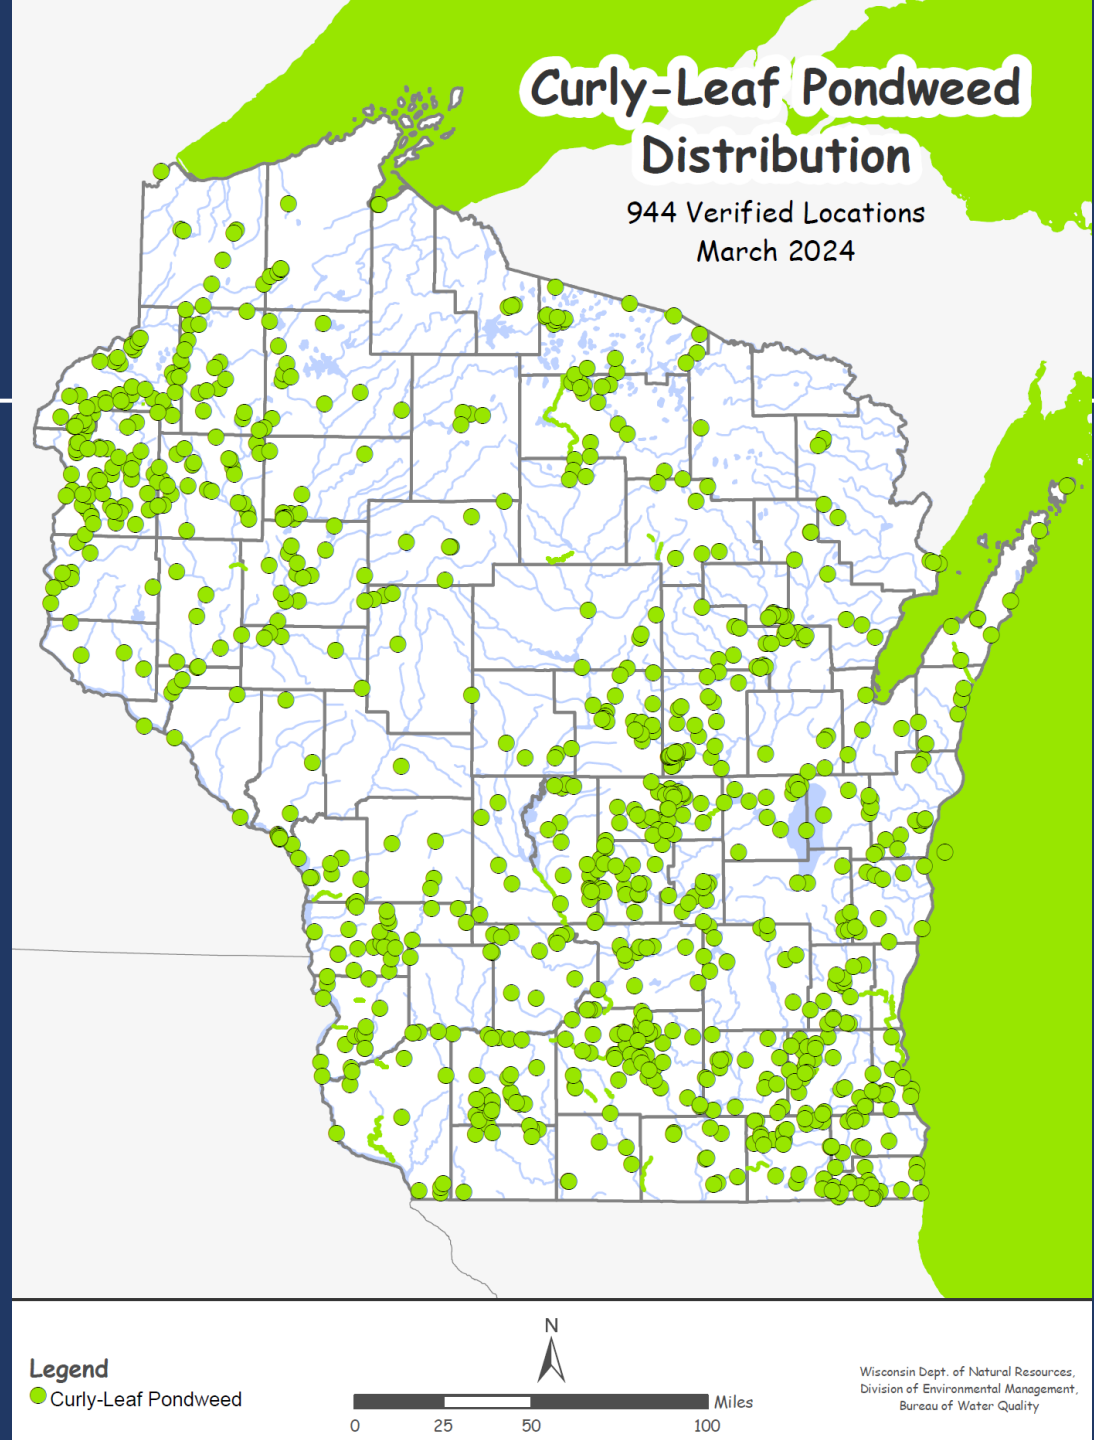 Curly-Leaf Pondweed
Distribution
944 Verified Locations
March 2024
N
Legend
Curly-Leaf Pondweed
Miles
0 25 50 100
Wisconsin Dept. of Natural Resources,
Division of Environmental Management,
Bureau of Water Quality